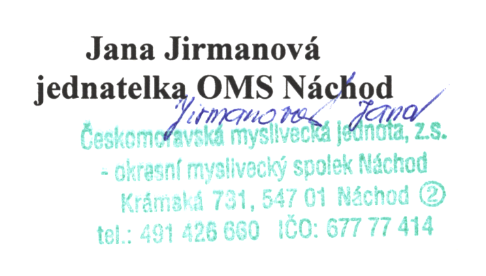 Jana Jirmanová
jednatelka OMS Náchod
Jirmanová Jana
Českomoravská myslivecká jednota, z.s.
- okresní myslivecký spolek Náchod
Krámská 731, 547 01 Náchod ②
tel.: 491 426 660 IČO: 677 77 414